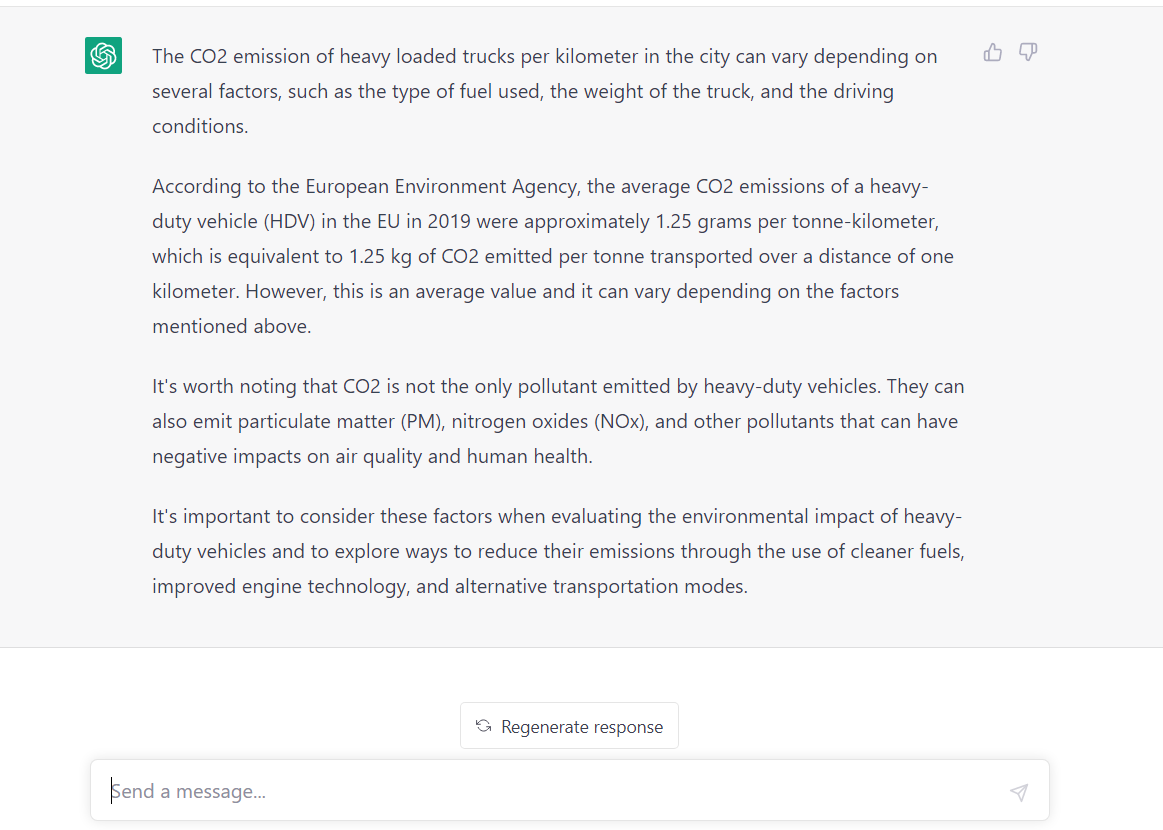 The CO2 emission of heavy loaded trucks per kilometer in the city can vary depending on
several factors, such as the type of fuel used, the weight of the truck, and the driving
conditions.
According to the European Environment Agency, the average CO2 emissions of a heavy-
duty vehicle (HDV) in the EU in 2019 were approximately 1.25 grams per tonne-kilometer,
which is equivalent to 1.25 kg of CO2 emitted per tonne transported over a distance of one
kilometer. However, this is an average value and it can vary depending on the factors
mentioned above.
It's worth noting that CO2 is not the only pollutant emitted by heavy-duty vehicles. They can
also emit particulate matter (PM), nitrogen oxides (NOx), and other pollutants that can have
negative impacts on air quality and human health.
It's important to consider these factors when evaluating the environmental impact of heavy-
duty vehicles and to explore ways to reduce their emissions through the use of cleaner fuels,
improved engine technology, and alternative transportation modes.
Regenerate response
Send a message...